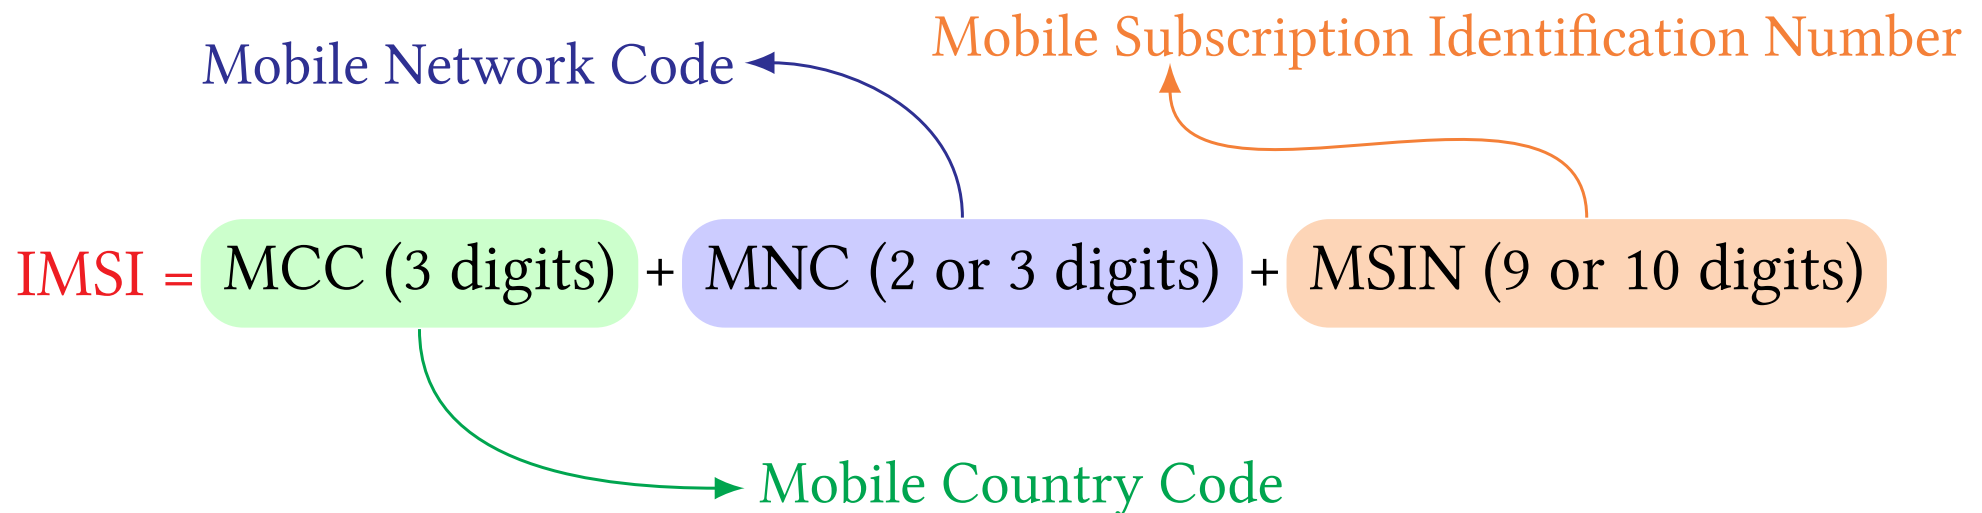 Mobile Subscription Identification Number
Mobile Network Code
IMSI = MCC (3 digits) + MNC (2 or 3 digits) + MSIN (9 or 10 digits)
Mobile Country Code